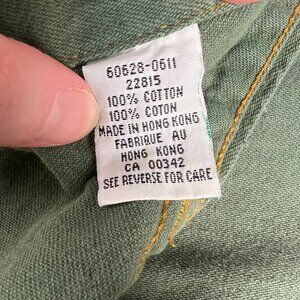 60628-0611
22815
100% COTTON
100% COTON
MADE IN HONG KONG
FABRIQUE AU
HONG KONG
CA 00342
SEE REVERSE FOR CARE